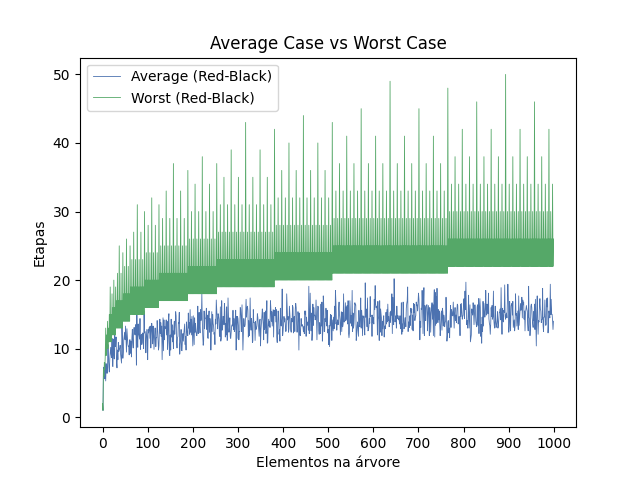 Average Case vs Worst Case
Average (Red-Black)
Worst (Red-Black)
50
40
30
20
10
0
Etapas
0 100 200 300 400 500 600 700 800 900 1000
Elementos na árvore